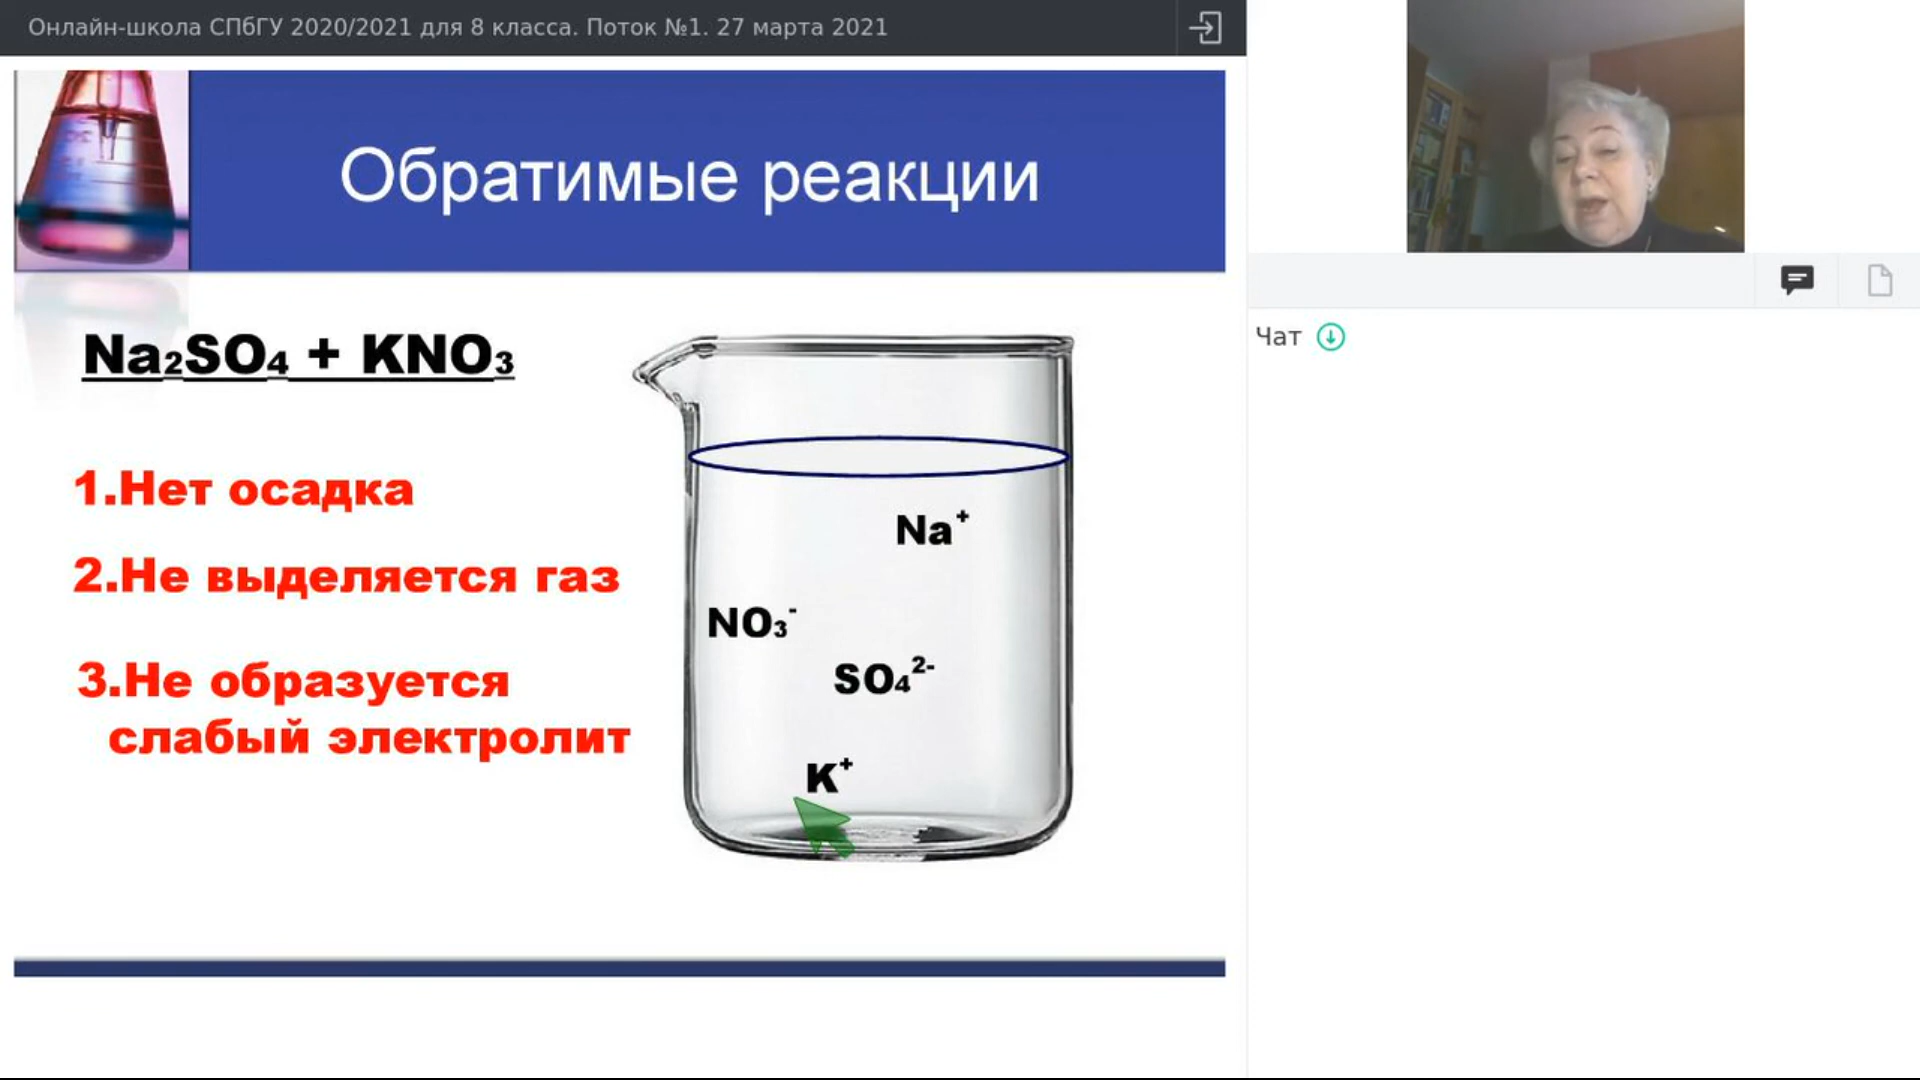 Онлайн-школа СПбГУ 2020/2021 для 8 класса. Поток №1. 27 марта 2021
Обратимые реакции
Na₂SO₄ + KNO₃
1.Нет осадка
2.Не выделяется газ
3.Не образуется
слабый электролит
Na⁺
NO₃⁻
SO₄²⁻
K⁺
Чат